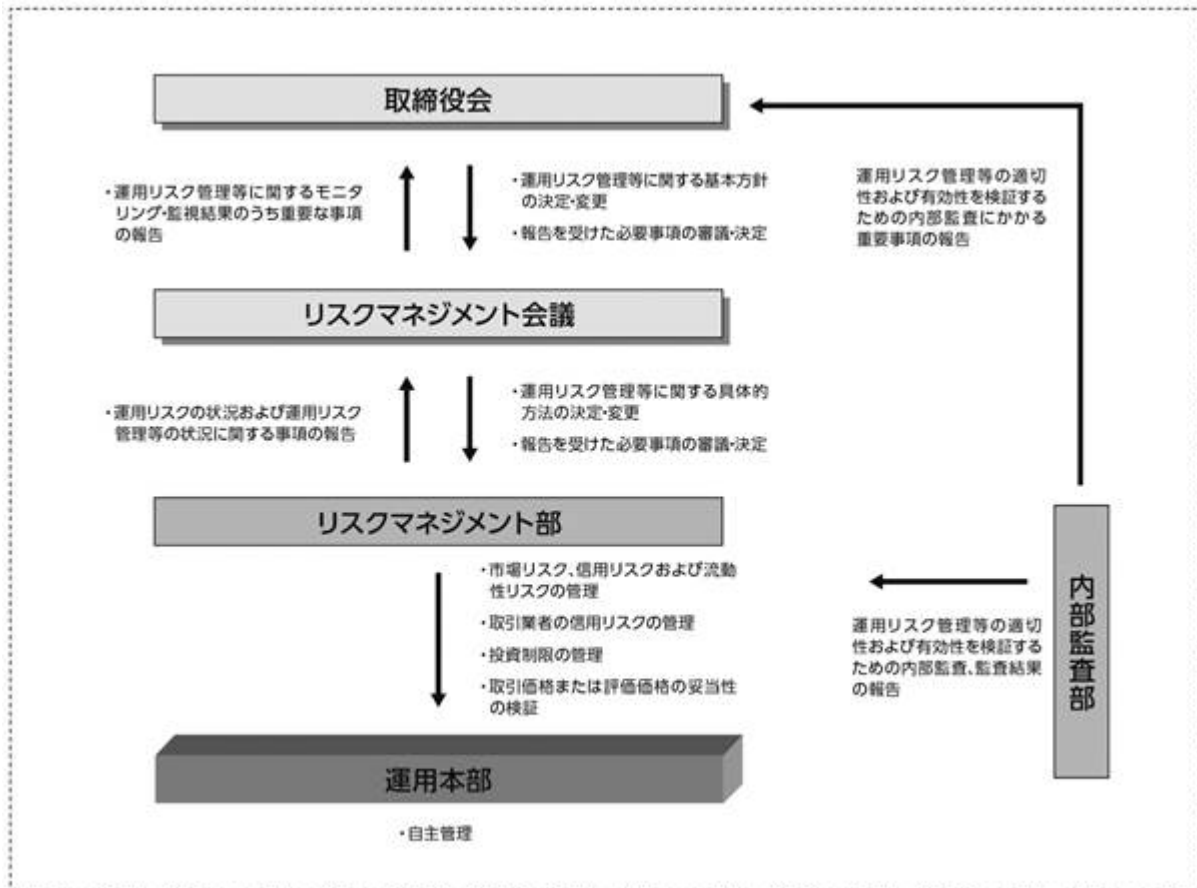 取締役会
・運用リスク管理等に関するモニタ
リング・監視結果のうち重要な事項
の報告
・運用リスク管理等に関する基本方針
の決定・変更
・報告を受けた必要事項の審議・決定
運用リスク管理等の適切
性および有効性を検証する
ための内部監査にかかる
重要事項の報告
リスクマネジメント会議
・運用リスクの状況および運用リスク
管理等の状況に関する事項の報告
・運用リスク管理等に関する具体的
方法の決定・変更
・報告を受けた必要事項の審議・決定
リスクマネジメント部
・市場リスク、信用リスクおよび流動
性リスクの管理
・取引業者の信用リスクの管理
・投資制限の管理
・取引価格または評価価格の妥当性
の検証
運用リスク管理等の適切
性および有効性を検証する
ための内部監査、監査結果
の報告
内部監査部
運用本部
・自主管理